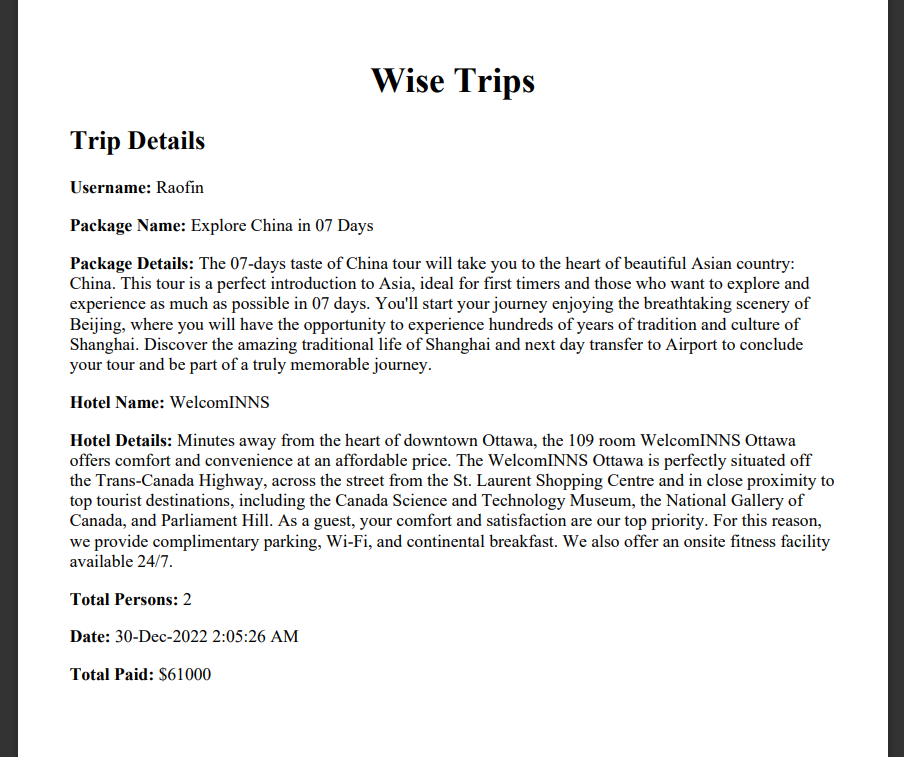 Wise Trips
Trip Details
Username: Raofin
Package Name: Explore China in 07 Days
Package Details: The 07-days taste of China tour will take you to the heart of beautiful Asian country:
China. This tour is a perfect introduction to Asia, ideal for first timers and those who want to explore and
experience as much as possible in 07 days. You'll start your journey enjoying the breathtaking scenery of
Beijing, where you will have the opportunity to experience hundreds of years of tradition and culture of
Shanghai. Discover the amazing traditional life of Shanghai and next day transfer to Airport to conclude
your tour and be part of a truly memorable journey.
Hotel Name: WelcomINNS
Hotel Details: Minutes away from the heart of downtown Ottawa, the 109 room WelcomINNS Ottawa
offers comfort and convenience at an affordable price. The WelcomINNS Ottawa is perfectly situated off
the Trans-Canada Highway, across the street from the St. Laurent Shopping Centre and in close proximity to
top tourist destinations, including the Canada Science and Technology Museum, the National Gallery of
Canada, and Parliament Hill. As a guest, your comfort and satisfaction are our top priority. For this reason,
we provide complimentary parking, Wi-Fi, and continental breakfast. We also offer an onsite fitness facility
available 24/7.
Total Persons: 2
Date: 30-Dec-2022 2:05:26 AM
Total Paid: $61000